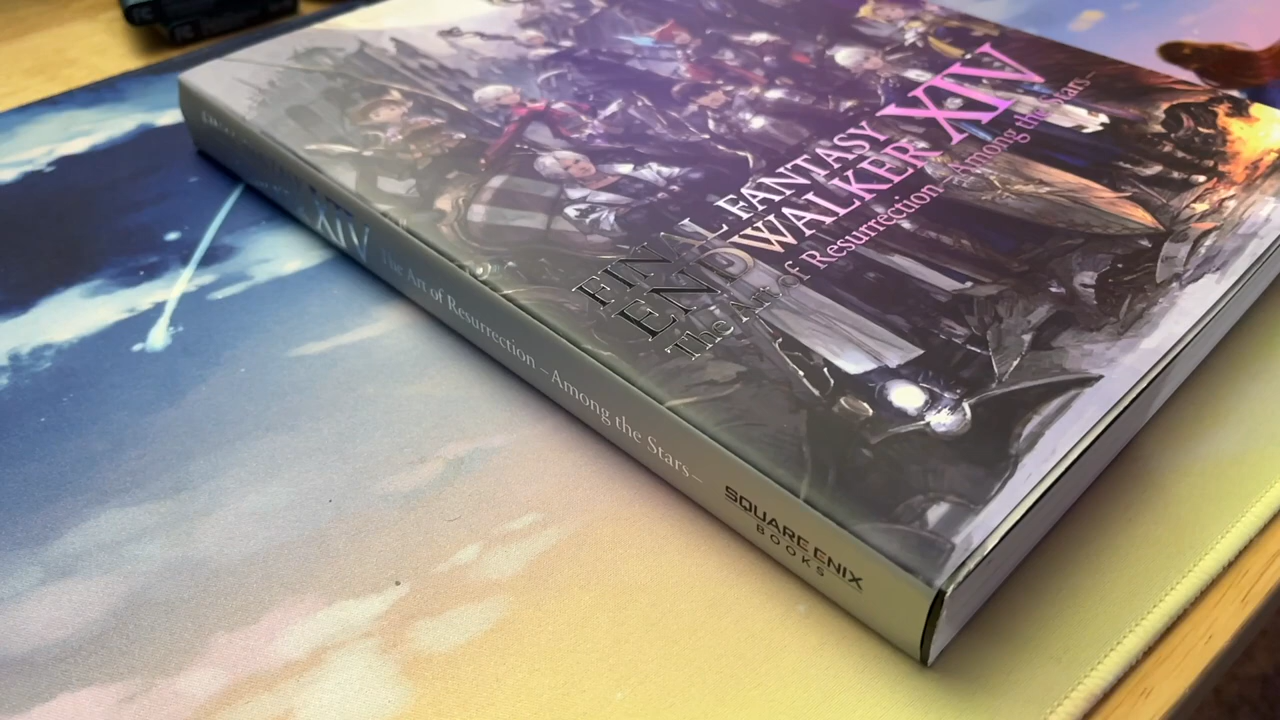 FINAL FANTASY XIV
ENDWALKER
The Art of Resurrection – Among the Stars –
XIV
The Art of Resurrection – Among the Stars –
SQUARE ENIX
BOOKS